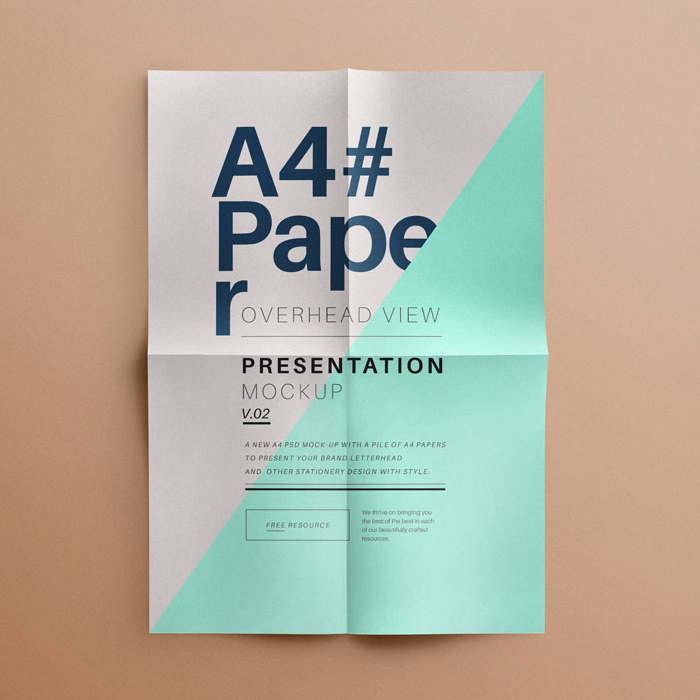 A4#
Pape
r
OVERHEAD VIEW
PRESENTATION
MOCKUP
V.02
A NEW A4 PSD MOCK-UP WITH A PILE OF A4 PAPERS
TO PRESENT YOUR BRAND LETTERHEAD
AND OTHER STATIONERY DESIGN WITH STYLE.
FREE RESOURCE
We thrive on bringing you
the best of the best in each
of our beautifully crafted
resources.